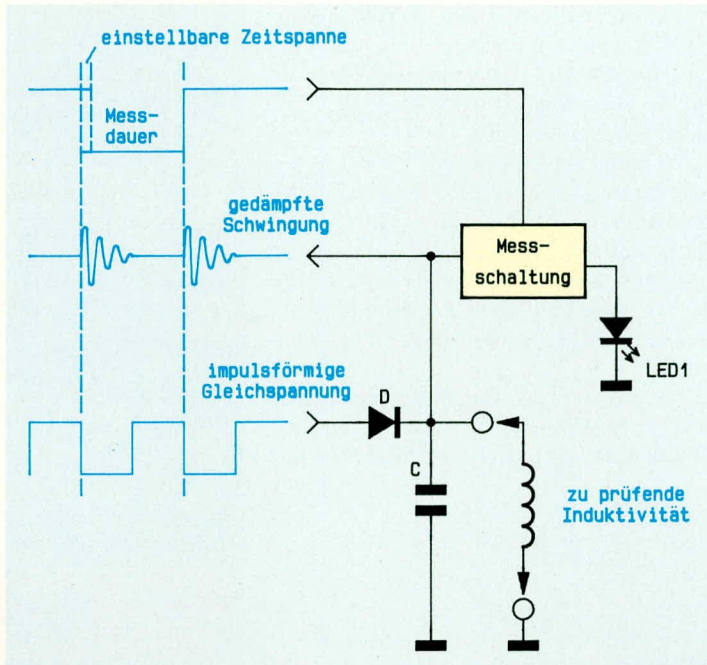 einstellbare Zeitspanne
Mess-
dauer
gedämpfte
Schwingung
Mess-
schaltung
LED1
impulsförmige
Gleichspannung
D
C
zu prüfende
Induktivität